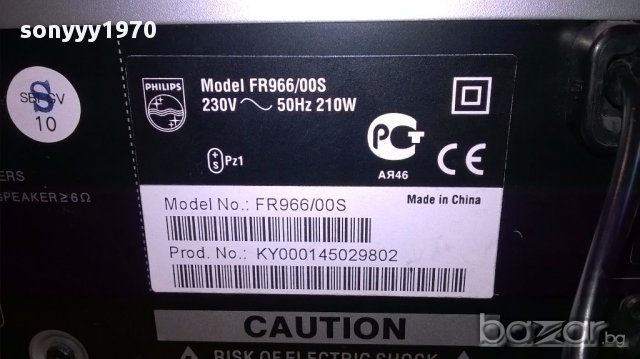 sonyyy1970
PHILIPS
Model FR966/00S
230V ~ 50Hz 210W
S
10
S Pz1
PCT
АЯ46
CE
ERS
SPEAKER ≥ 6Ω
Model No.: FR966/00S
Made in China
Prod. No.: KY000145029802
CAUTION
RISK OF ELECTRIC SHOCK
bazar.bg